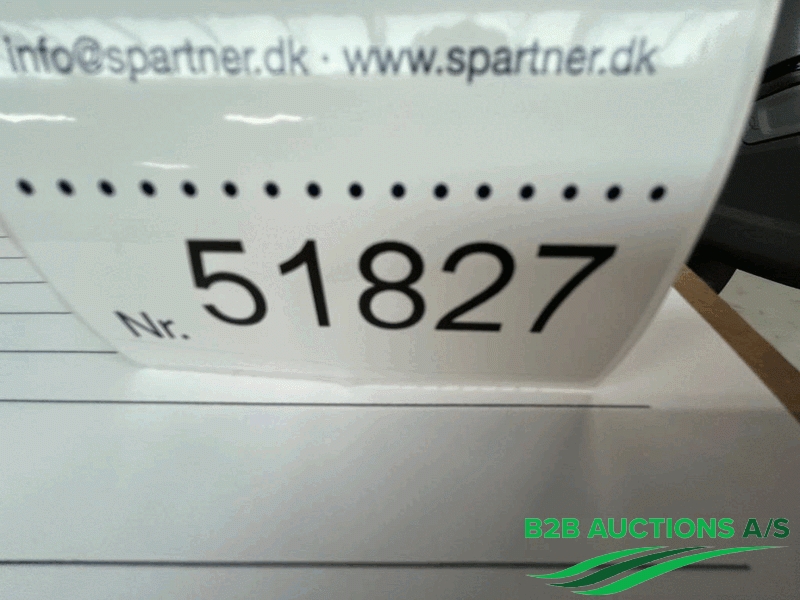 info@spartner.dk · www.spartner.dk
Nr. 51827
B2B AUCTIONS A/S